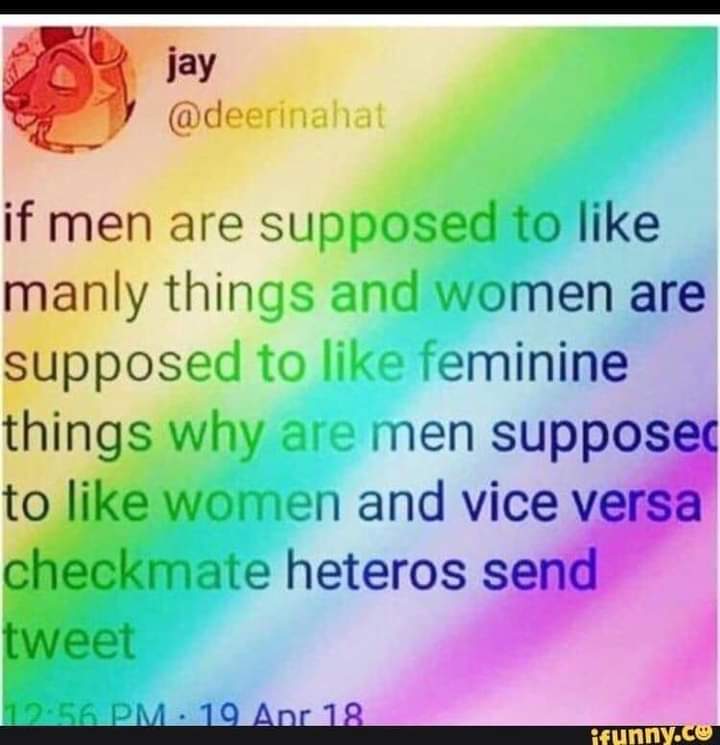 jay
@deerinahat
if men are supposed to like
manly things and women are
supposed to like feminine
things why are men supposed
to like women and vice versa
checkmate heteros send
tweet
12:56 PM · 19 Apr 18
ifunny.co